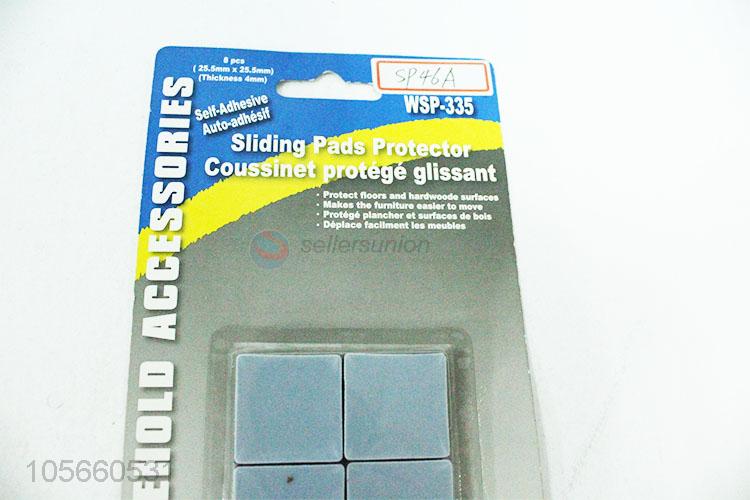 8 pcs
( 25.5mm x 25.5mm)
(Thickness 4mm)
SP46A
WSP-335
Self-Adhesive
Auto-adhésif
Sliding Pads Protector
Coussinet protégé glissant
· Protect floors and hardwoode surfaces
· Makes the furniture easier to move
· Protégé plancher et surfaces de bois
· Déplace facilment les meubles
EHOLD ACCESSORIES
sellersunion
105660531